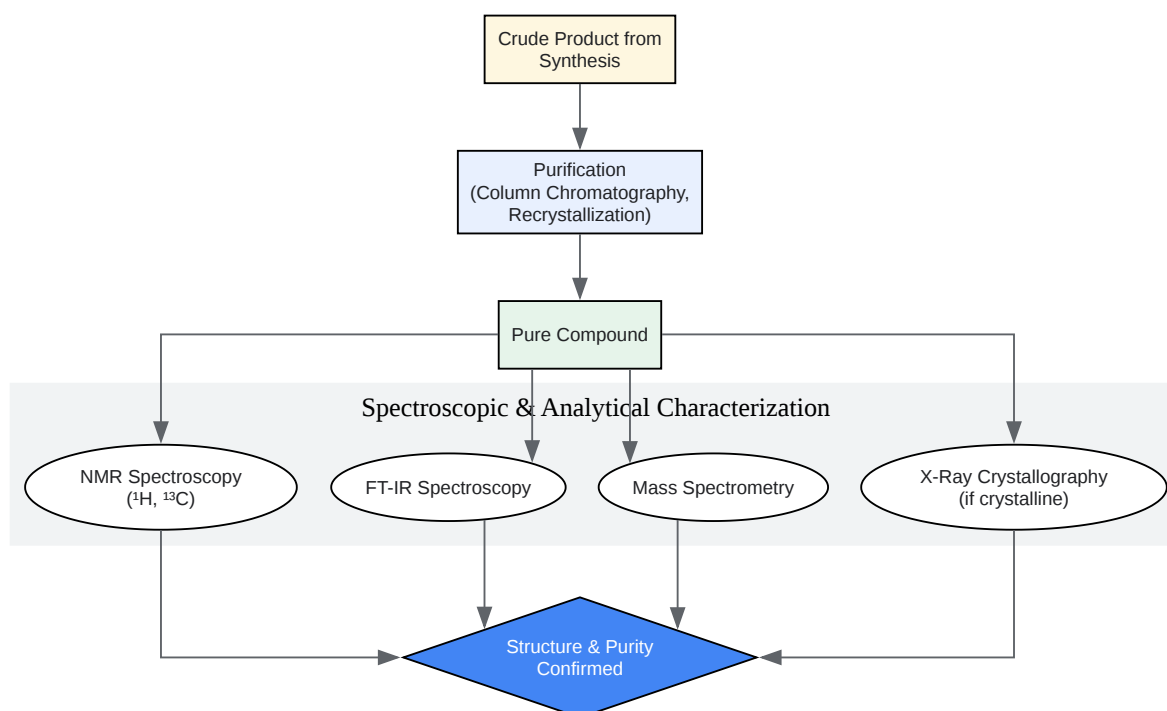 Crude Product from
Synthesis
Purification
(Column Chromatography,
Recrystallization)
Pure Compound
Spectroscopic & Analytical Characterization
NMR Spectroscopy
(¹H, ¹³C)
FT-IR Spectroscopy
Mass Spectrometry
X-Ray Crystallography
(if crystalline)
Structure & Purity
Confirmed